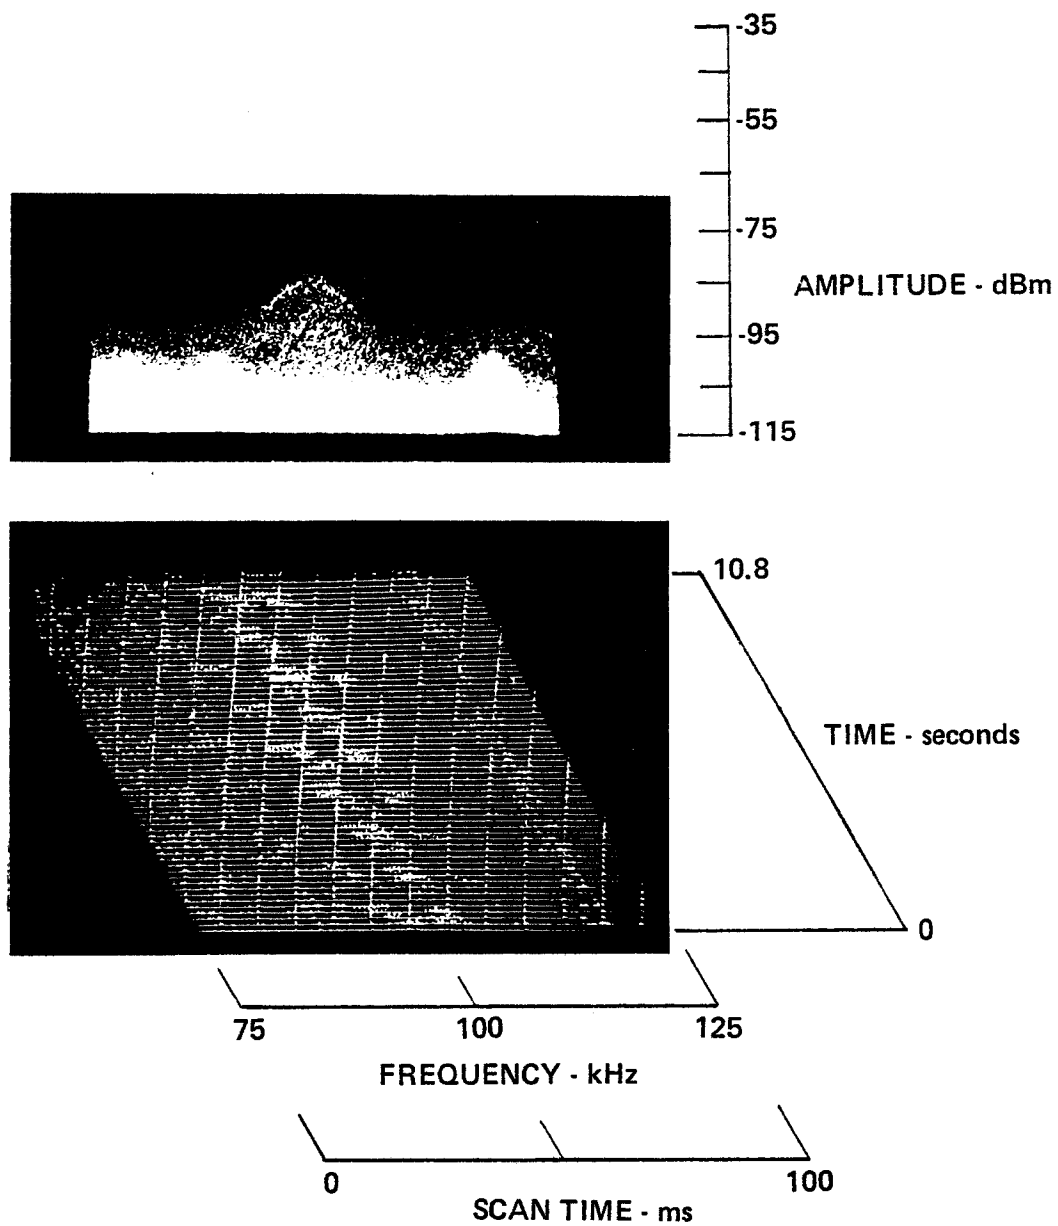 -35
-55
-75
AMPLITUDE - dBm
-95
-115
10.8
TIME - seconds
0
75 100 125
FREQUENCY - kHz
0 100
SCAN TIME - ms